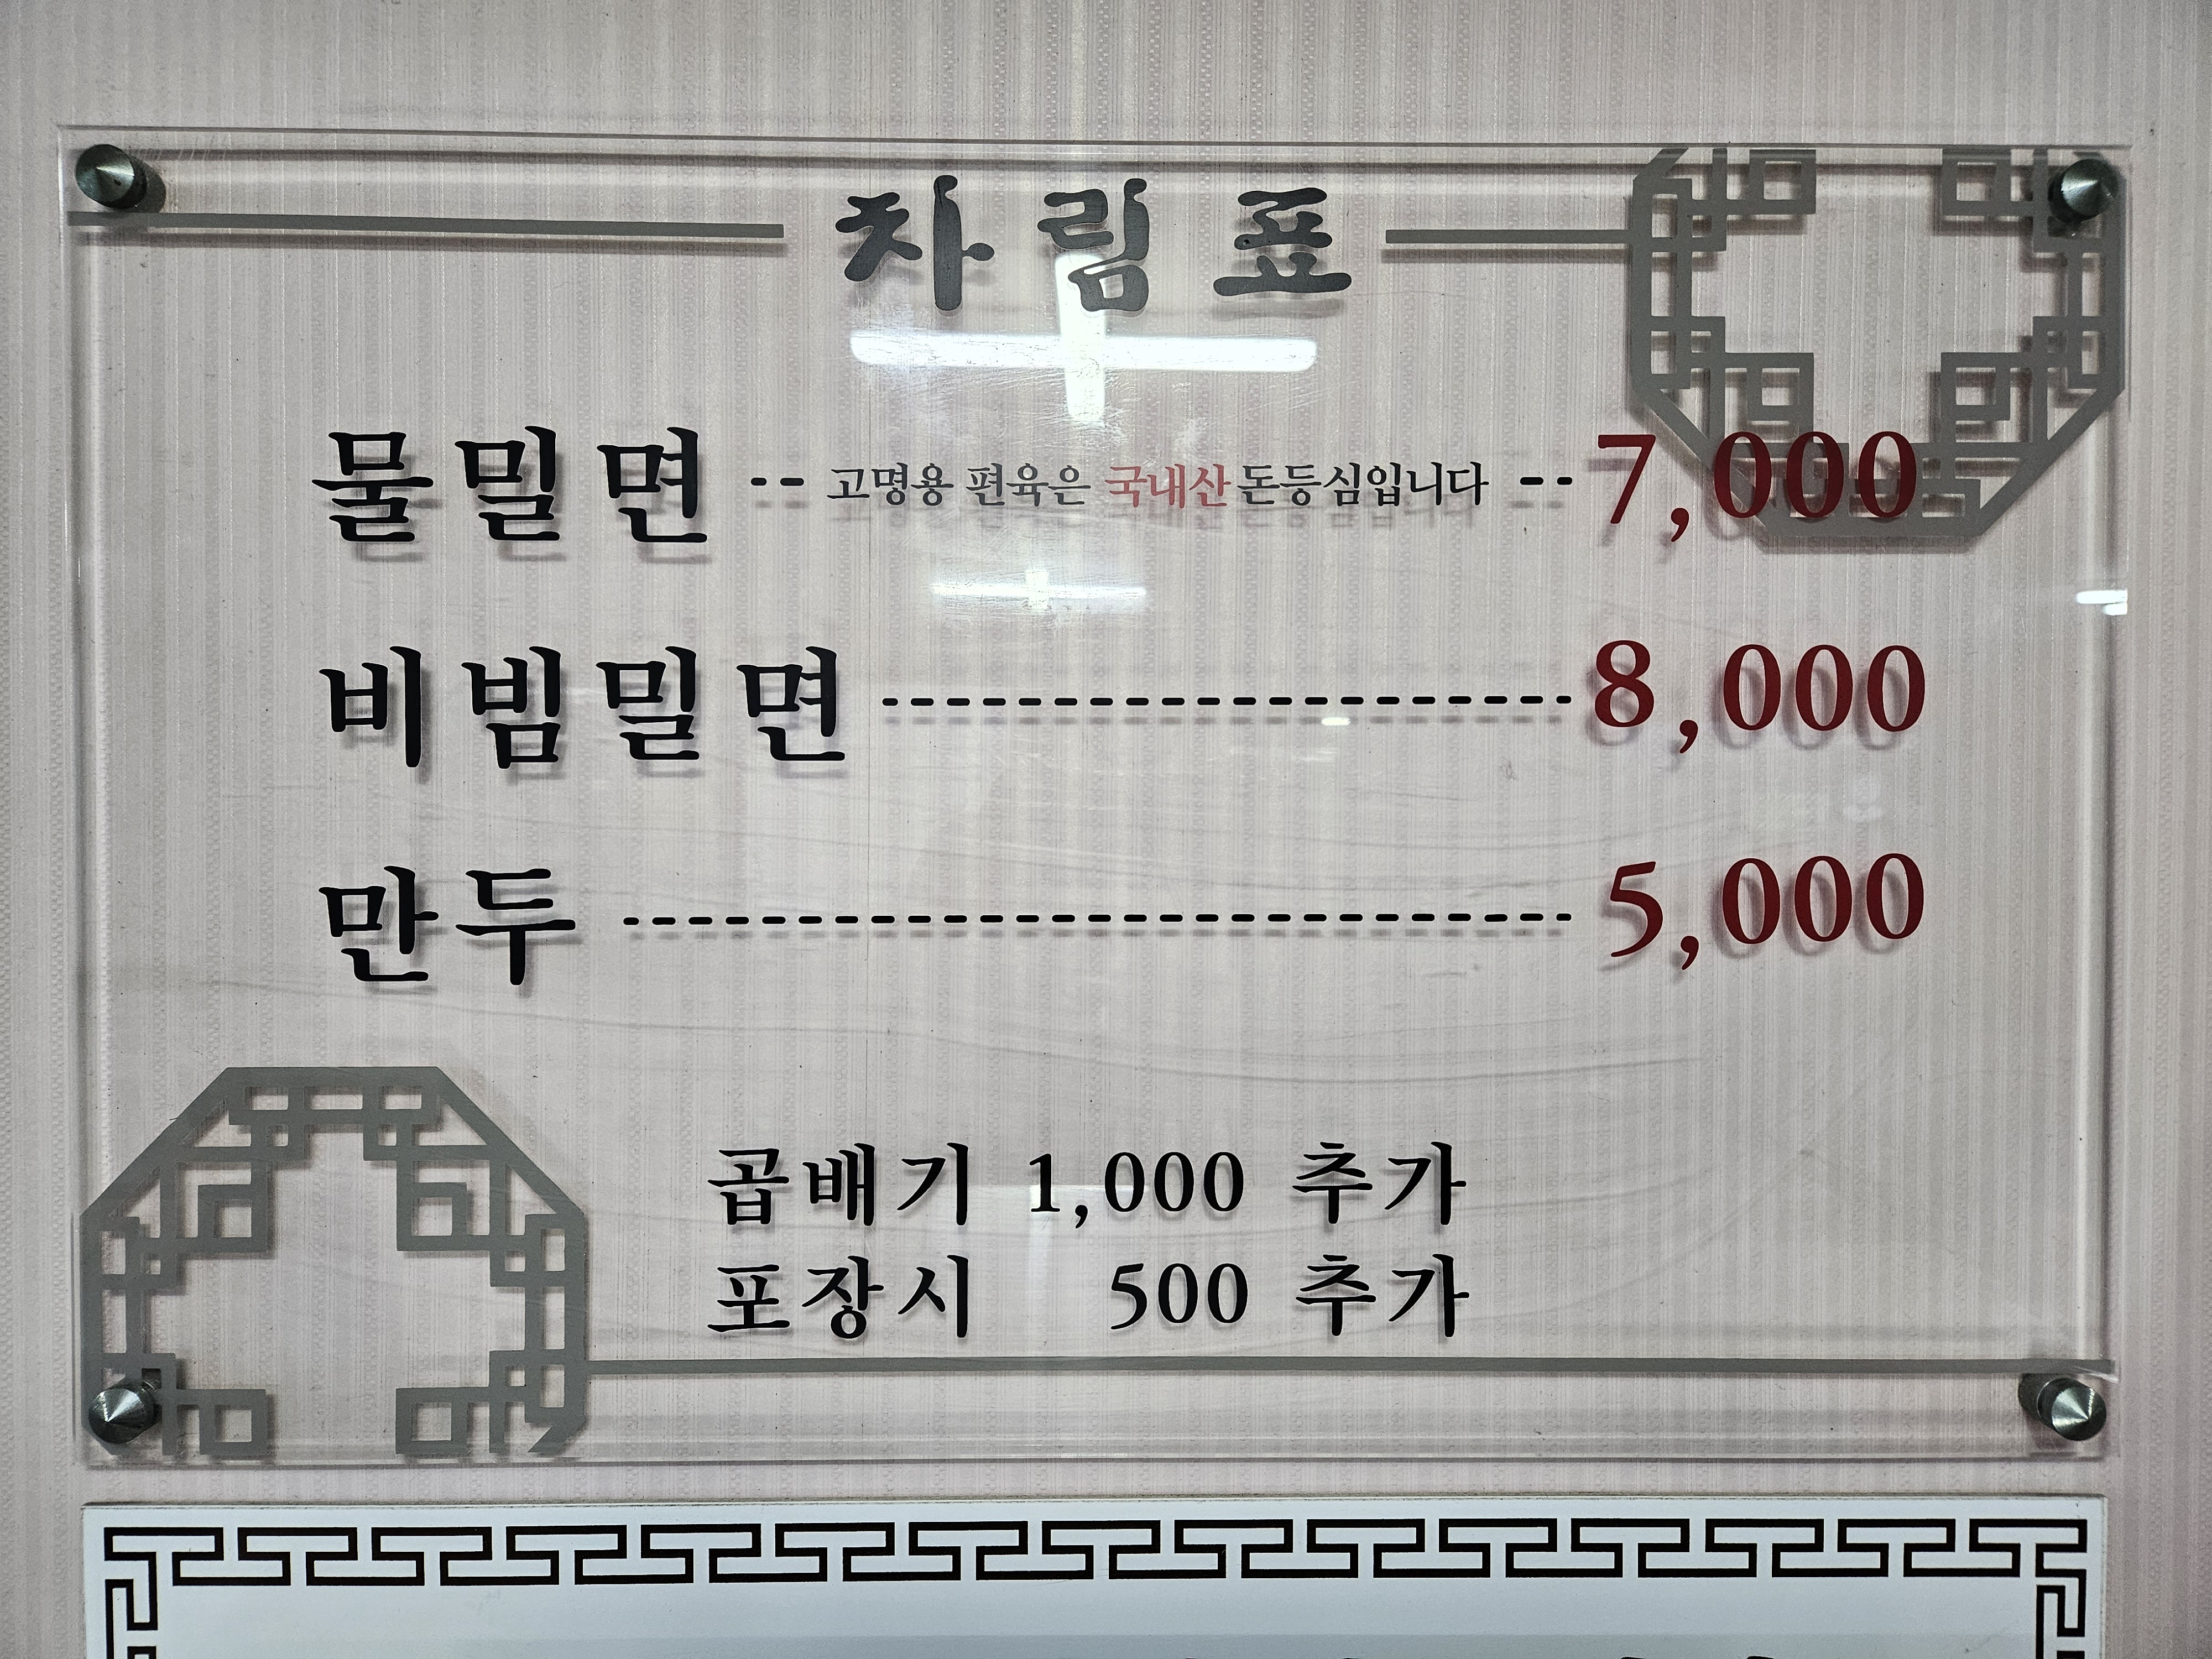 차림표
물밀면 -- 고명용 편육은 국내산 돈등심입니다 -- 7,000
비빔밀면 ---------------------- 8,000
만두 ------------------------------ 5,000
곱배기 1,000 추가
포장시 500 추가